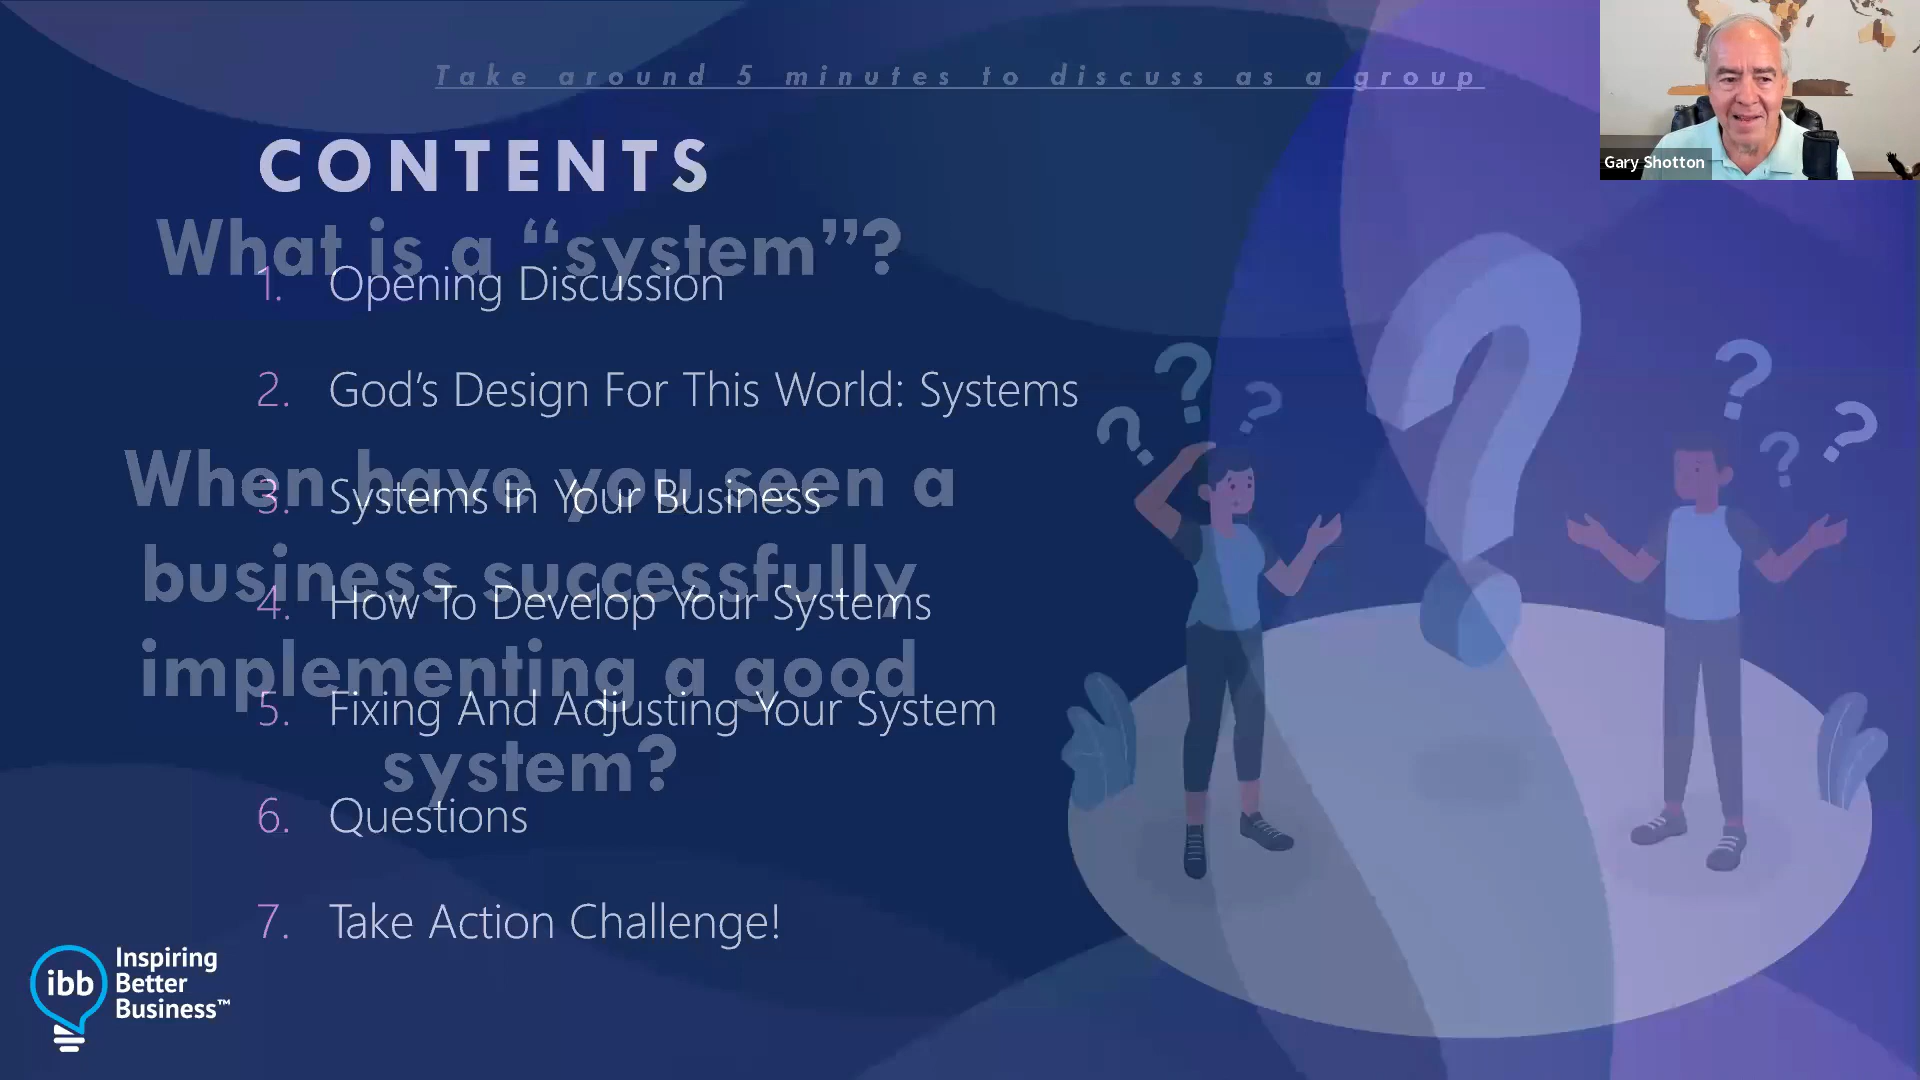 Take around 5 minutes to discuss as a group
CONTENTS
What is a “system”?
1. Opening Discussion
2. God’s Design For This World: Systems
When have you seen a
3. Systems In Your Business
business successfully
4. How To Develop Your Systems
implementing a good
5. Fixing And Adjusting Your System
system?
6. Questions
7. Take Action Challenge!
ibb
Inspiring
Better
Business™
Gary Shotton